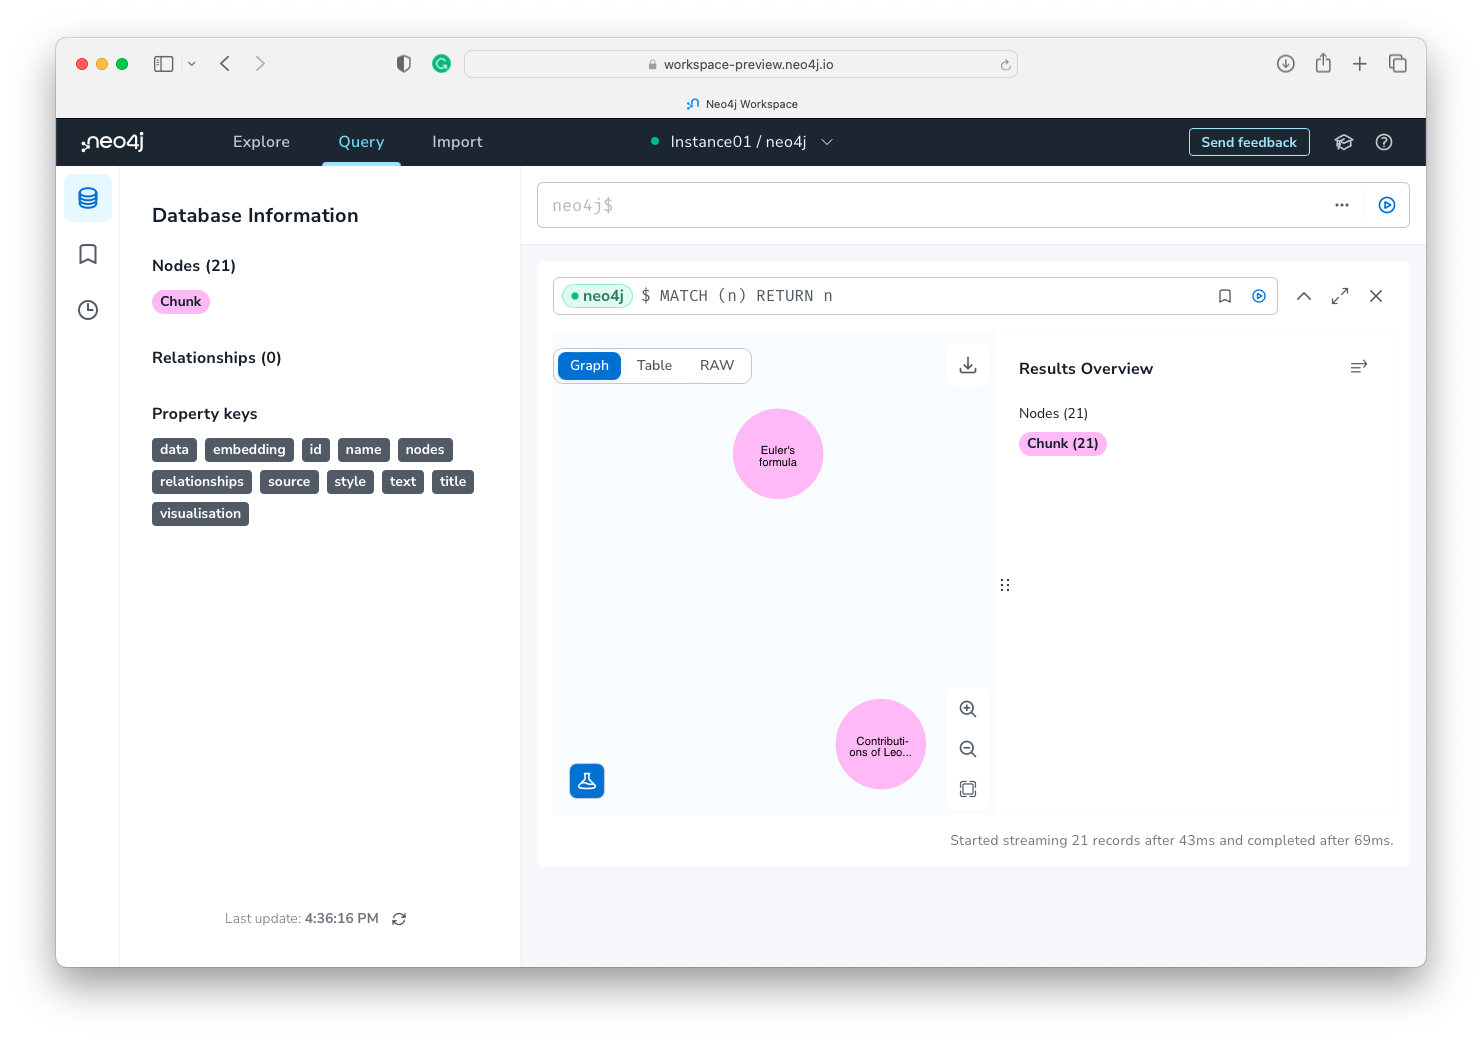 workspace-preview.neo4j.io
Neo4j Workspace
neo4j
Explore
Query
Import
Instance01 / neo4j
Send feedback
Database Information
Nodes (21)
Chunk
Relationships (0)
Property keys
data embedding id name nodes
relationships source style text title
visualisation
Last update: 4:36:16 PM
neo4j$
neo4j $ MATCH (n) RETURN n
Graph Table RAW
Euler's
formula
Contributi-
ons of Leo...
Results Overview
Nodes (21)
Chunk (21)
Started streaming 21 records after 43ms and completed after 69ms.